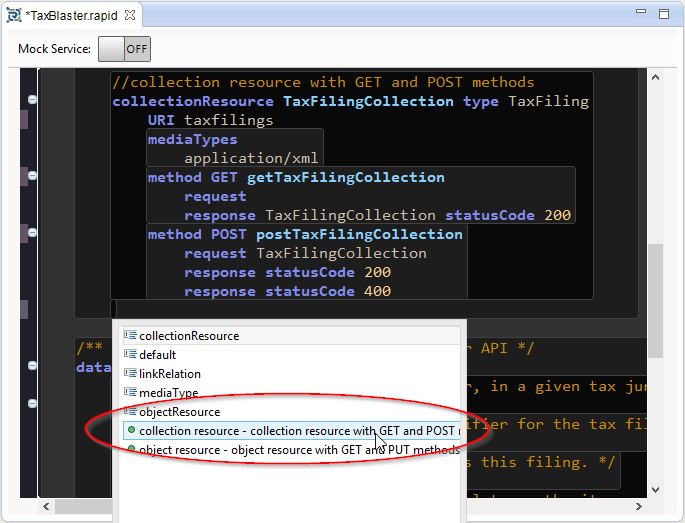 *TaxBlaster.rapid
Mock Service: OFF
//collection resource with GET and POST methods
collectionResource TaxFilingCollection type TaxFiling
URI taxfilings
mediaTypes
application/xml
method GET getTaxFilingCollection
request
response TaxFilingCollection statusCode 200
method POST postTaxFilingCollection
request TaxFilingCollection
response statusCode 200
response statusCode 400
/** r API */
data
collectionResource
default
linkRelation
mediaType
objectResource
r, in a given tax jur
collection resource - collection resource with GET and POST
ifier for the tax fil
object resource - object resource with GET and PUT methods
s this filing. */